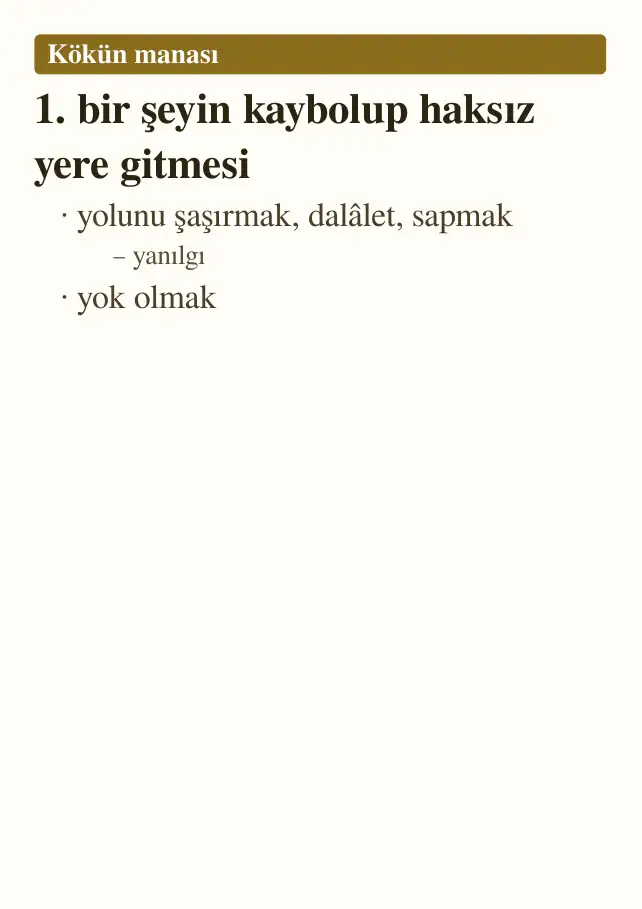 Kökün manası
1. bir şeyin kaybolup haksız
yere gitmesi
· yolunu şaşırmak, dalâlet, sapmak
– yanılgı
· yok olmak